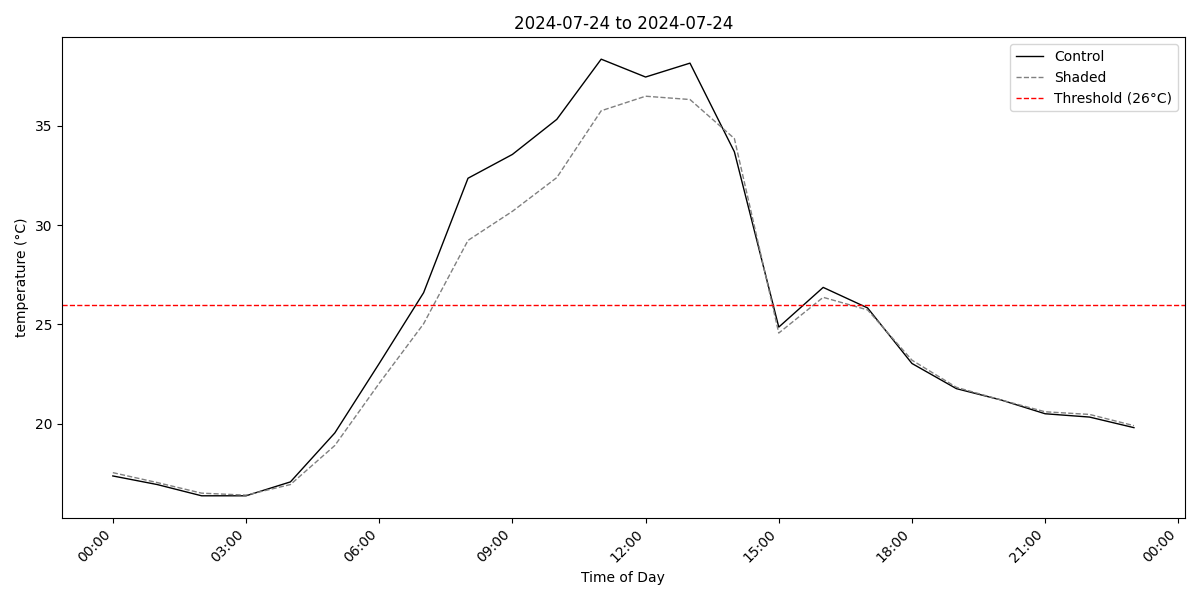 2024-07-24 to 2024-07-24
Control
Shaded
Threshold (26°C)
temperature (°C)
35
30
25
20
00:00
03:00
06:00
09:00
12:00
15:00
18:00
21:00
00:00
Time of Day